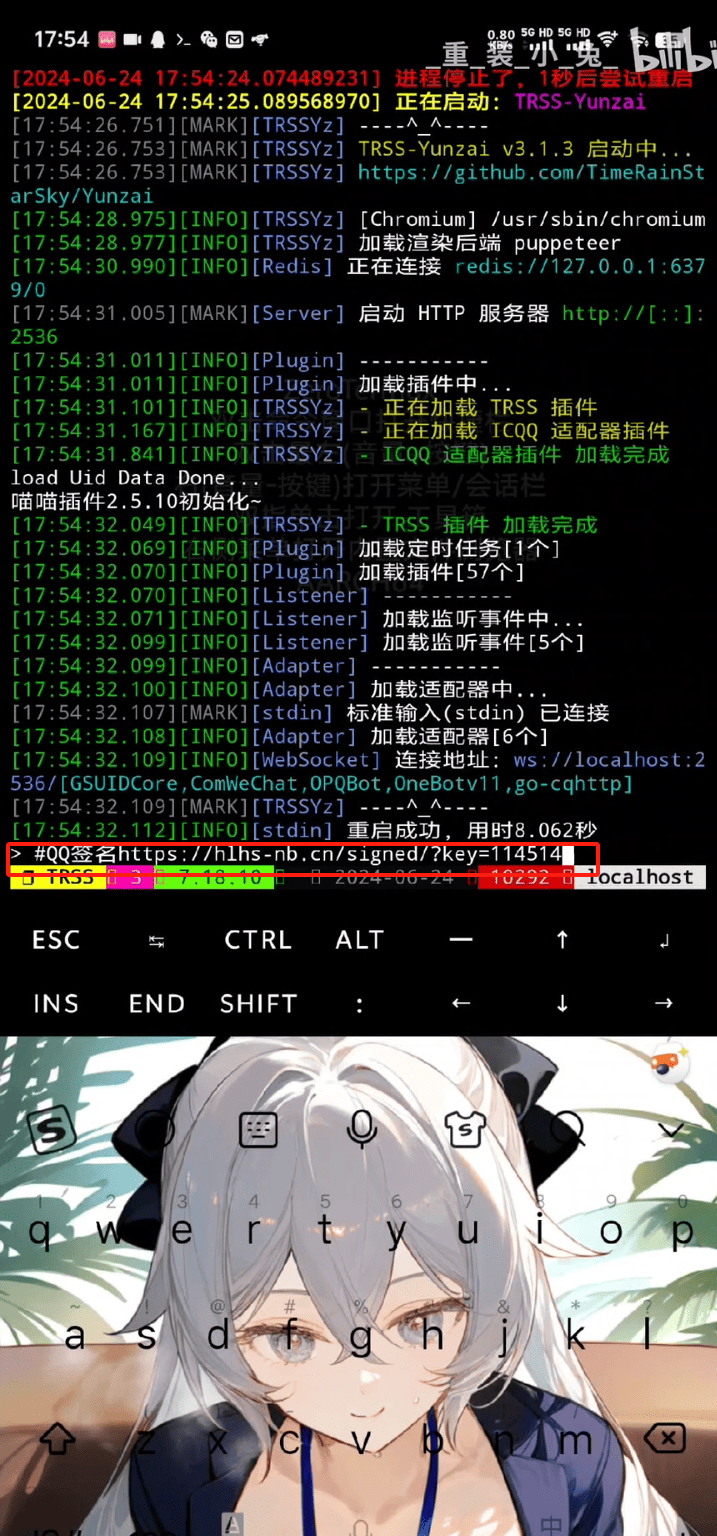 17:54
0.80 KB/s 5G HD 5G HD
_重_装_小_兔_ bilibili
[2024-06-24 17:54:24.074489231] 进程停止了，1秒后尝试重启
[2024-06-24 17:54:25.089568970] 正在启动：TRSS-Yunzai
[17:54:26.751][MARK][TRSSYz] ----^_^----
[17:54:26.753][MARK][TRSSYz] TRSS-Yunzai v3.1.3 启动中...
[17:54:26.753][MARK][TRSSYz] https://github.com/TimeRainSt
arSky/Yunzai
[17:54:28.975][INFO][TRSSYz] [Chromium] /usr/sbin/chromium
[17:54:28.977][INFO][TRSSYz] 加载渲染后端 puppeteer
[17:54:30.990][INFO][Redis] 正在连接 redis://127.0.0.1:637
9/0
[17:54:31.005][MARK][Server] 启动 HTTP 服务器 http://[::]:
2536
[17:54:31.011][INFO][Plugin] -----------
[17:54:31.011][INFO][Plugin] 加载插件中...
[17:54:31.101][INFO][TRSSYz] - 正在加载 TRSS 插件
[17:54:31.167][INFO][TRSSYz] - 正在加载 ICQQ 适配器插件
[17:54:31.841][INFO][TRSSYz] - ICQQ 适配器插件 加载完成
load Uid Data Done...
喵喵插件2.5.10初始化~
[17:54:32.049][INFO][TRSSYz] - TRSS 插件 加载完成
[17:54:32.069][INFO][Plugin] 加载定时任务[1个]
[17:54:32.070][INFO][Plugin] 加载插件[57个]
[17:54:32.070][INFO][Listener] -----------
[17:54:32.071][INFO][Listener] 加载监听事件中...
[17:54:32.099][INFO][Listener] 加载监听事件[5个]
[17:54:32.099][INFO][Adapter] -----------
[17:54:32.100][INFO][Adapter] 加载适配器中...
[17:54:32.107][MARK][stdin] 标准输入(stdin) 已连接
[17:54:32.108][INFO][Adapter] 加载适配器[6个]
[17:54:32.109][INFO][WebSocket] 连接地址: ws://localhost:2
536/[GSUIDCore,ComWeChat,OPQBot,OneBotv11,go-cqhttp]
[17:54:32.109][MARK][TRSSYz] ----^_^----
[17:54:32.112][INFO][stdin] 重启成功，用时8.062秒
> #QQ签名https://hlhs-nb.cn/signed/?key=114514
TRSS 3 7.18.10 2024-06-24 10292 localhost
ESC ↹ CTRL ALT — ↑ ↲
INS END SHIFT : ← ↓ →
1 2 3 4 5 6 7 8 9 0
q w e r t y u i o p
~ ! @ # % & * ?
a s d f g h j k l
z x c v b n m
中